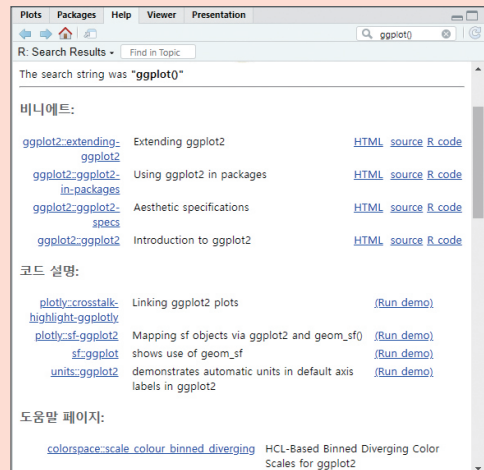 Plots Packages Help Viewer Presentation
ggplot()
R: Search Results Find in Topic
The search string was "ggplot()"
비니에트:
ggplot2::extending- Extending ggplot2 HTML source R code
ggplot2
ggplot2::ggplot2- Using ggplot2 in packages HTML source R code
in-packages
ggplot2::ggplot2- Aesthetic specifications HTML source R code
specs
ggplot2::ggplot2 Introduction to ggplot2 HTML source R code
코드 설명:
plotly::crosstalk- Linking ggplot2 plots (Run demo)
highlight-ggplotly
plotly::sf-ggplot2 Mapping sf objects via ggplot2 and geom_sf() (Run demo)
sf::ggplot shows use of geom_sf (Run demo)
units::ggplot2 demonstrates automatic units in default axis (Run demo)
labels in ggplot2
도움말 페이지:
colorspace::scale_colour_binned_diverging HCL-Based Binned Diverging Color
Scales for ggplot2